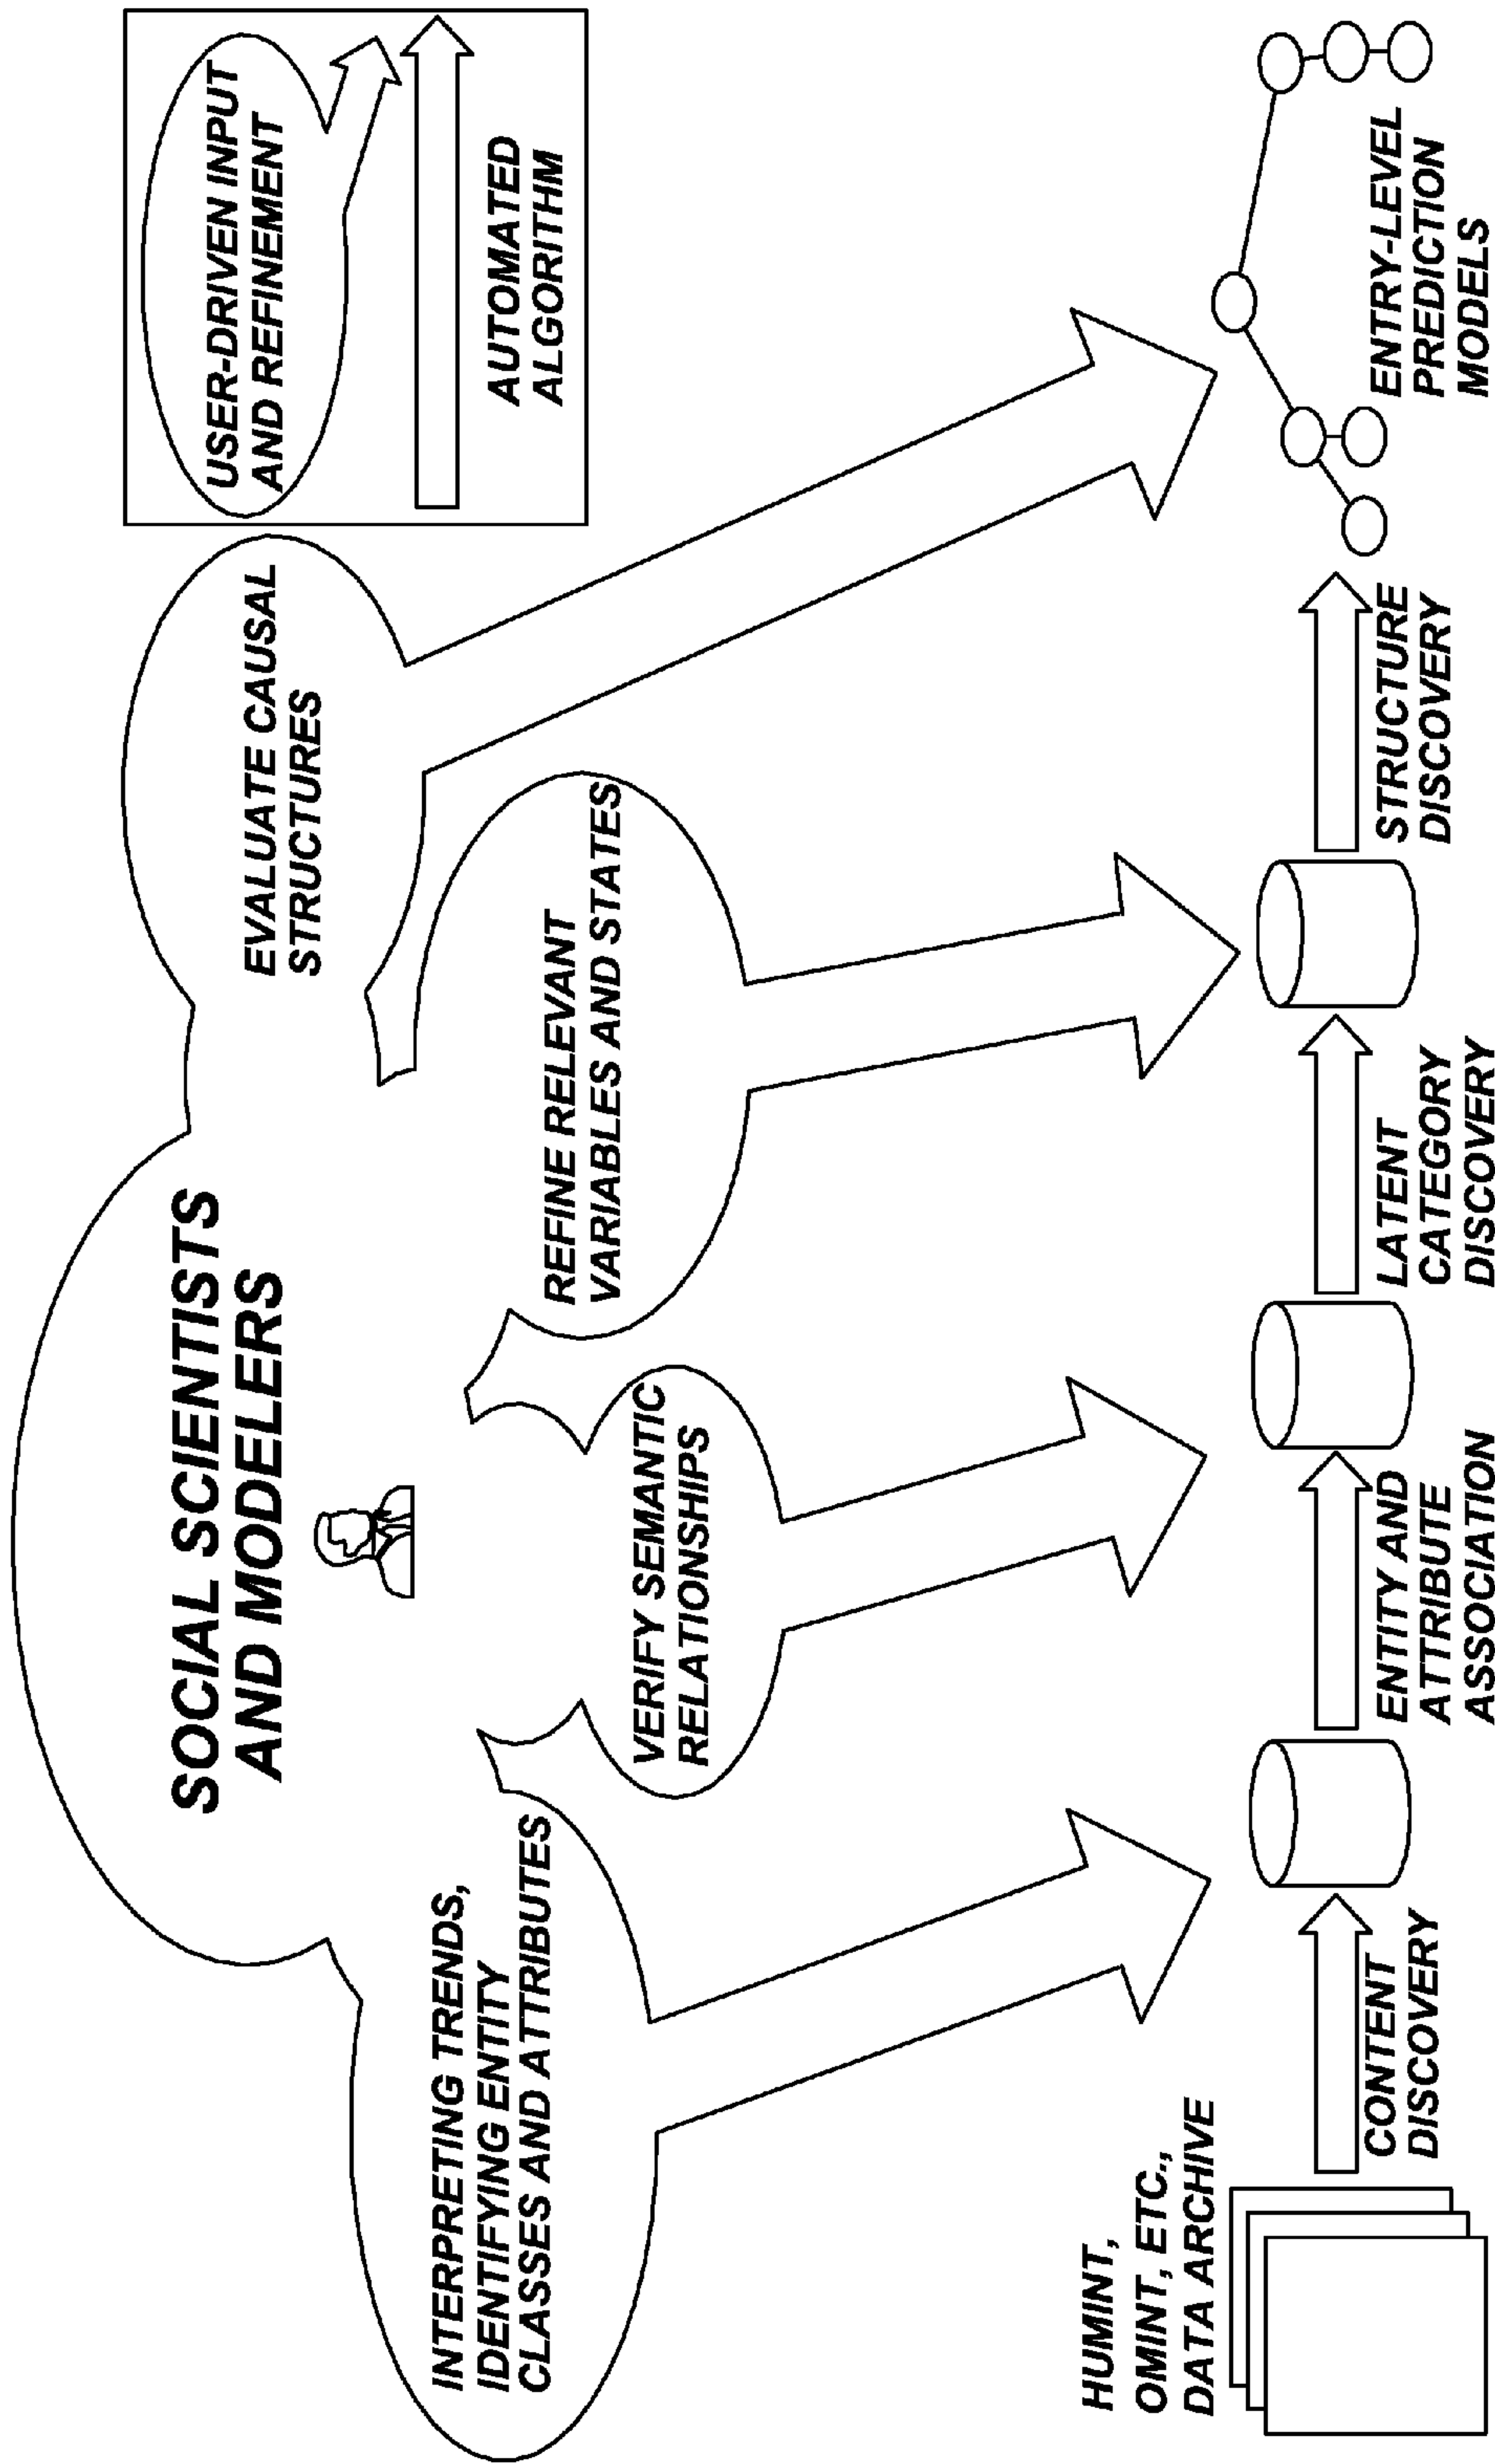 SOCIAL SCIENTISTS
AND MODELERS
USER-DRIVEN INPUT
AND REFINEMENT
AUTOMATED
ALGORITHM
EVALUATE CAUSAL
STRUCTURES
INTERPRETING TRENDS,
IDENTIFYING ENTITY
CLASSES AND ATTRIBUTES
VERIFY SEMANTIC
RELATIONSHIPS
REFINE RELEVANT
VARIABLES AND STATES
HUMINT,
OMINT, ETC.,
DATA ARCHIVE
CONTENT
DISCOVERY
ENTITY AND
ATTRIBUTE
ASSOCIATION
LATENT
CATEGORY
DISCOVERY
STRUCTURE
DISCOVERY
ENTRY-LEVEL
PREDICTION
MODELS